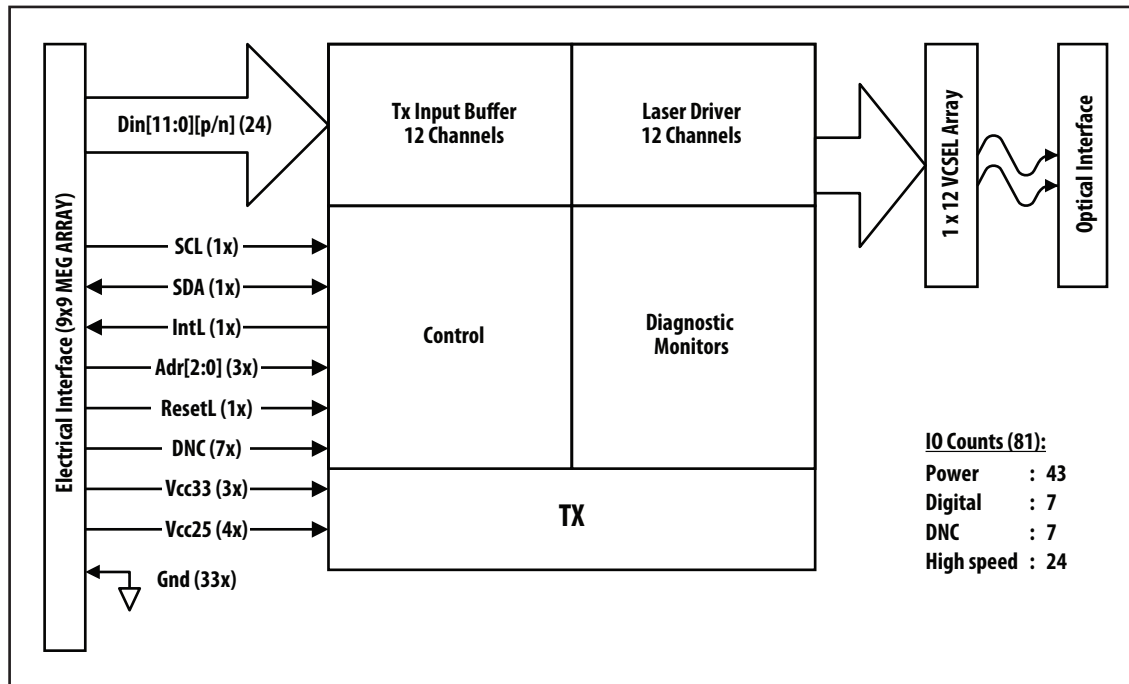 Electrical Interface (9x9 MEG ARRAY)
Din[11:0][p/n] (24)
SCL (1x)
SDA (1x)
IntL (1x)
Adr[2:0] (3x)
ResetL (1x)
DNC (7x)
Vcc33 (3x)
Vcc25 (4x)
Gnd (33x)
Tx Input Buffer
12 Channels
Laser Driver
12 Channels
Control
Diagnostic
Monitors
TX
1 x 12 VCSEL Array
Optical Interface
IO Counts (81):
Power : 43
Digital : 7
DNC : 7
High speed : 24